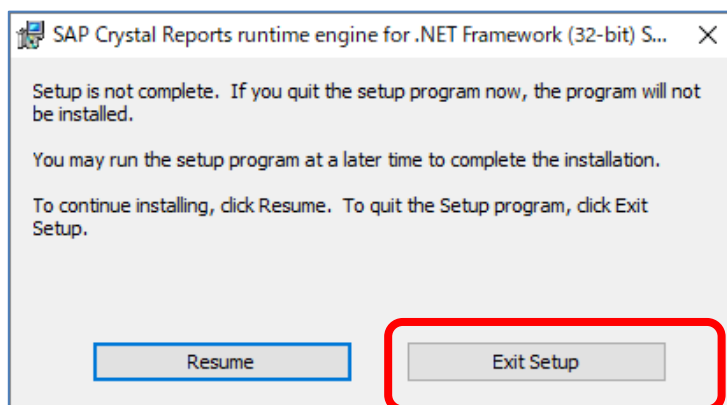 SAP Crystal Reports runtime engine for .NET Framework (32-bit) S...
Setup is not complete. If you quit the setup program now, the program will not
be installed.
You may run the setup program at a later time to complete the installation.
To continue installing, click Resume. To quit the Setup program, click Exit
Setup.
Resume
Exit Setup